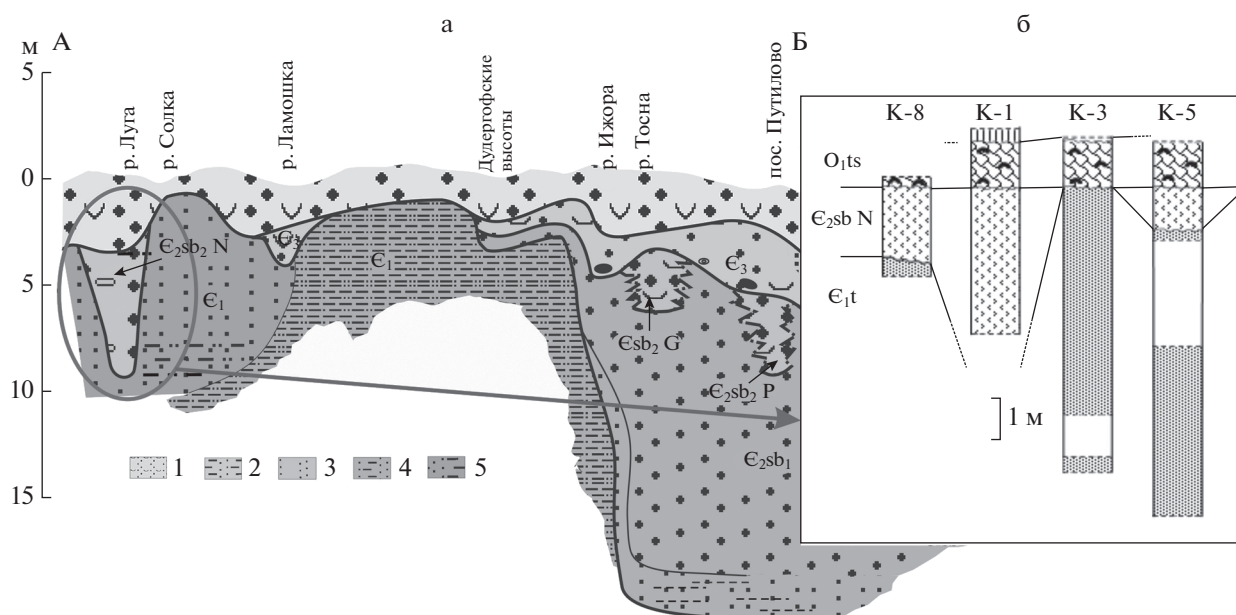 м А а Б б
5
0
5
10
15
р. Луга
р. Солка
р. Ламошка
Дудергофские
высоты
р. Ижора
р. Тосна
пос. Путилово
Є₂sb₂ N
Є₁
Є₃
Є₁
Єsb₂ G
Є₃
Є₂sb₂ P
Є₂sb₁
1 2 3 4 5
К-8 К-1 К-3 К-5
O₁ts
Є₂sb N
Є₁t
1 м